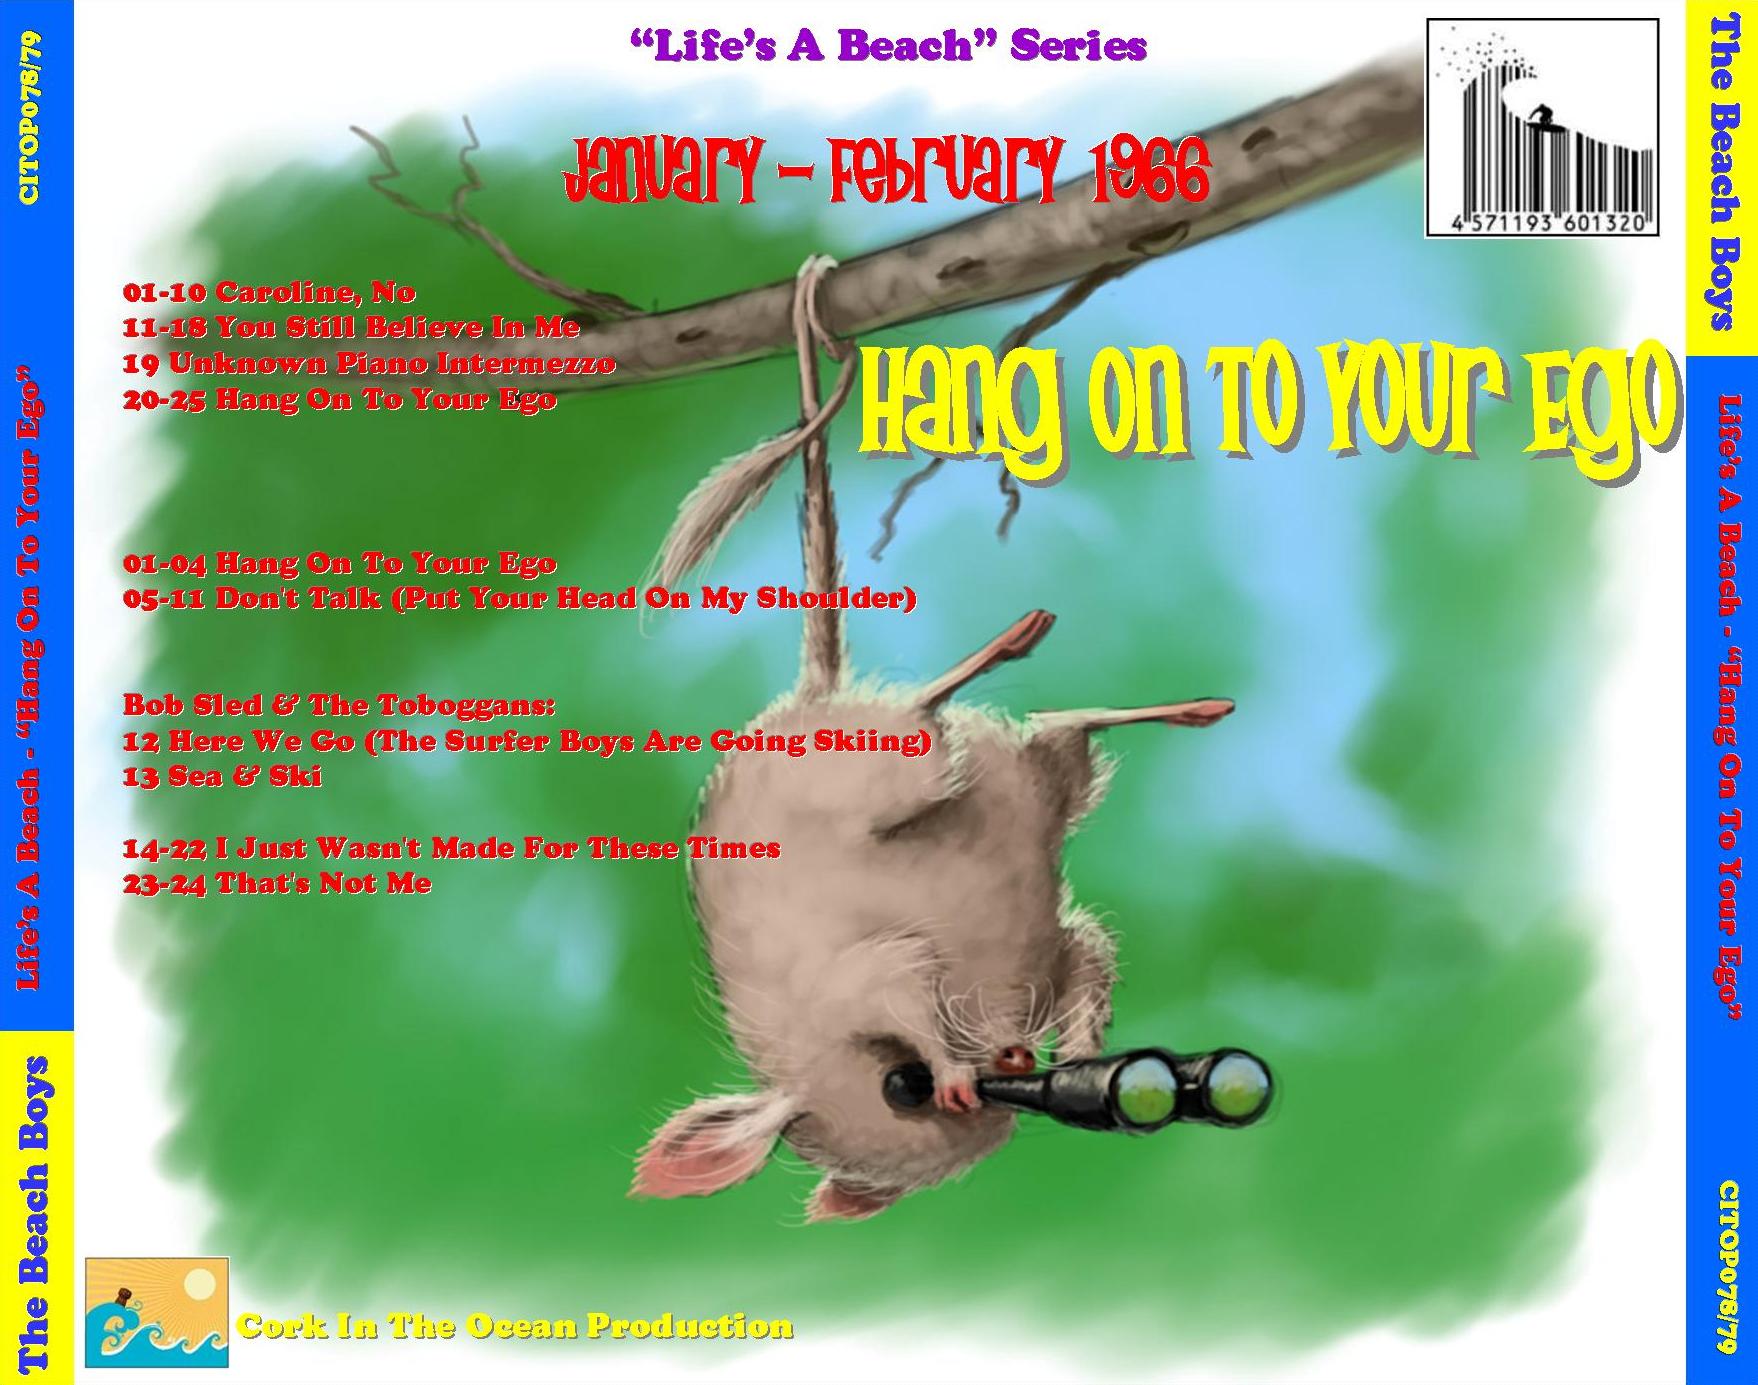 “Life’s A Beach” Series
January - February 1966
4 571193 601320
Hang On To Your Ego
01-10 Caroline, No
11-18 You Still Believe In Me
19 Unknown Piano Intermezzo
20-25 Hang On To Your Ego
01-04 Hang On To Your Ego
05-11 Don't Talk (Put Your Head On My Shoulder)
Bob Sled & The Toboggans:
12 Here We Go (The Surfer Boys Are Going Skiing)
13 Sea & Ski
14-22 I Just Wasn't Made For These Times
23-24 That's Not Me
Cork In The Ocean Production
The Beach Boys
Life’s A Beach - “Hang On To Your Ego”
CITOP078/79
The Beach Boys
Life’s A Beach - “Hang On To Your Ego”
CITOP078/79